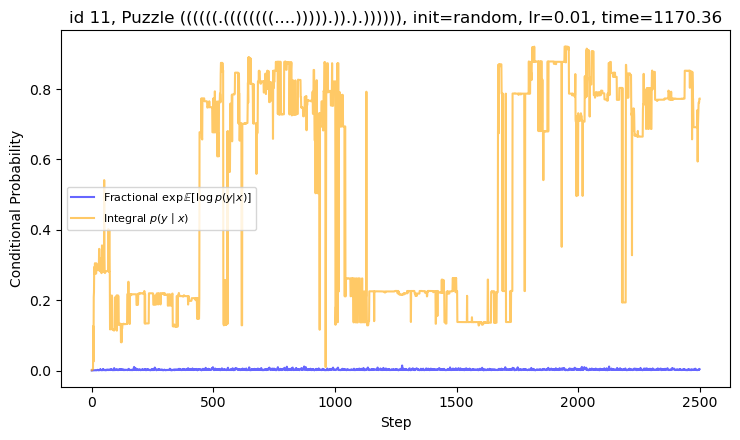 id 11, Puzzle ((((((.((((((((....))))).)).).)))))), init=random, lr=0.01, time=1170.36
Conditional Probability
0.8
0.6
0.4
0.2
0.0
Fractional exp𝔼[log p(y|x)]
Integral p(y | x)
0
500
1000
1500
2000
2500
Step